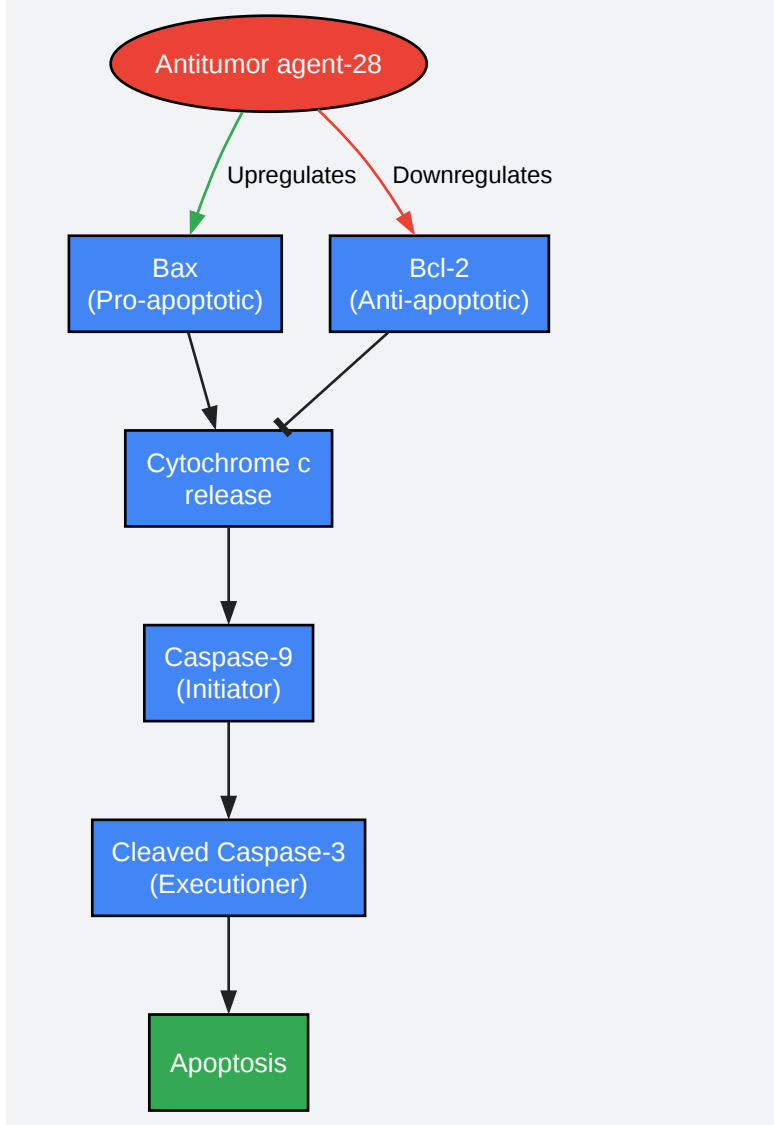 Antitumor agent-28
Upregulates
Downregulates
Bax
(Pro-apoptotic)
Bcl-2
(Anti-apoptotic)
Cytochrome c
release
Caspase-9
(Initiator)
Cleaved Caspase-3
(Executioner)
Apoptosis